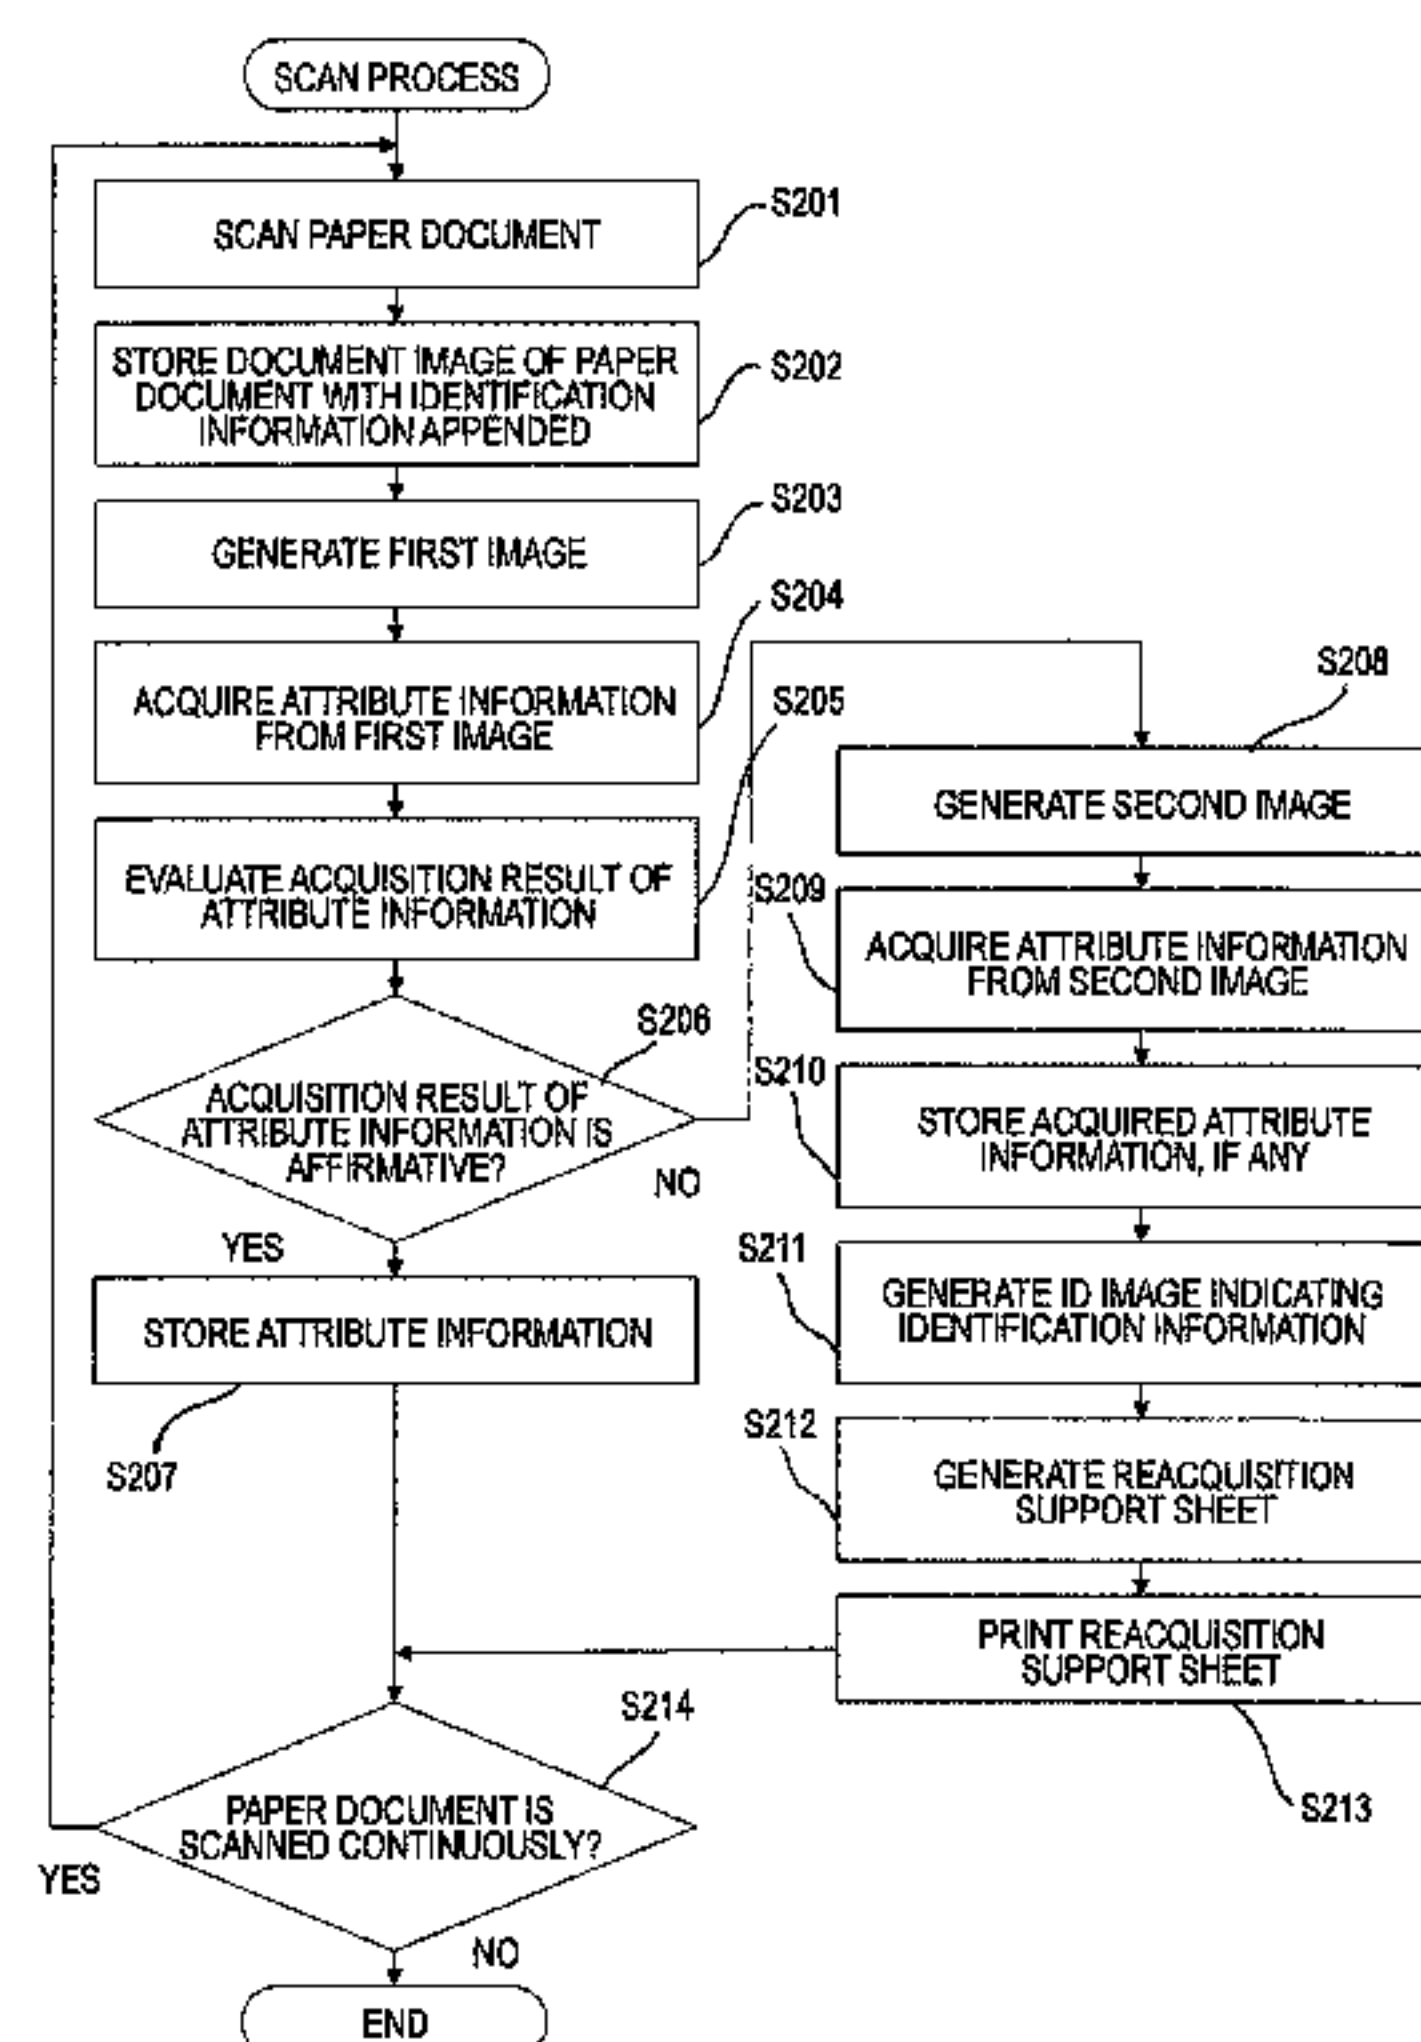 SCAN PROCESS
S201
SCAN PAPER DOCUMENT
S202
STORE DOCUMENT IMAGE OF PAPER
DOCUMENT WITH IDENTIFICATION
INFORMATION APPENDED
S203
GENERATE FIRST IMAGE
S204
ACQUIRE ATTRIBUTE INFORMATION
FROM FIRST IMAGE
S205
EVALUATE ACQUISITION RESULT OF
ATTRIBUTE INFORMATION
S206
ACQUISITION RESULT OF
ATTRIBUTE INFORMATION IS
AFFIRMATIVE?
NO
YES
STORE ATTRIBUTE INFORMATION
S207
S208
GENERATE SECOND IMAGE
S209
ACQUIRE ATTRIBUTE INFORMATION
FROM SECOND IMAGE
S210
STORE ACQUIRED ATTRIBUTE
INFORMATION, IF ANY
S211
GENERATE ID IMAGE INDICATING
IDENTIFICATION INFORMATION
S212
GENERATE REACQUISITION
SUPPORT SHEET
PRINT REACQUISITION
SUPPORT SHEET
S213
S214
PAPER DOCUMENT IS
SCANNED CONTINUOUSLY?
YES
NO
END